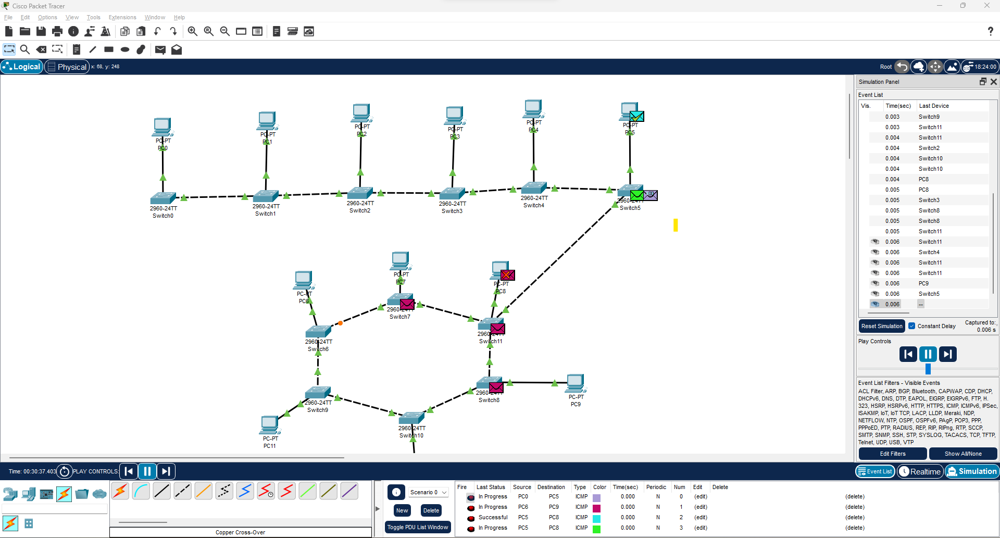 Cisco Packet Tracer
File Edit Options View Tools Extensions Window Help
Logical Physical x: 68, y: 248 Root 18:24:00
Simulation Panel
Event List
Vis. Time(sec) Last Device
0.003 Switch9
0.003 Switch11
0.004 Switch11
0.004 Switch2
0.004 Switch10
0.004 Switch10
0.004 PC8
0.005 PC8
0.005 Switch3
0.005 Switch8
0.005 Switch8
0.005 Switch11
0.006 Switch11
0.006 Switch4
0.006 Switch11
0.006 Switch11
0.006 PC9
0.006 Switch5
0.006 --
Reset Simulation Constant Delay Captured to:
0.006 s
Play Controls
Event List Filters - Visible Events
ACL Filter, ARP, BGP, Bluetooth, CAPWAP, CDP, DHCP,
DHCPv6, DNS, DTP, EAPOL, EIGRP, EIGRPv6, FTP, H.
323, HSRP, HSRPv6, HTTP, HTTPS, ICMP, ICMPv6, IPSec,
ISAKMP, IoT, IoT TCP, LACP, LLDP, Meraki, NDP,
NETFLOW, NTP, OSPF, OSPFv6, PAgP, POP3, PPP,
PPPoED, PTP, RADIUS, REP, RIP, RIPng, RTP, SCCP,
SMTP, SNMP, SSH, STP, SYSLOG, TACACS, TCP, TFTP,
Telnet, UDP, USB, VTP
Edit Filters Show All/None
PC-PT
PC0
PC-PT
PC1
PC-PT
PC2
PC-PT
PC3
PC-PT
PC4
PC-PT
PC5
2960-24TT
Switch0
2960-24TT
Switch1
2960-24TT
Switch2
2960-24TT
Switch3
2960-24TT
Switch4
2960-24TT
Switch5
PC-PT
PC6
PC-PT
PC7
PC-PT
PC8
2960-24TT
Switch7
2960-24TT
Switch6
2960-24TT
Switch11
2960-24TT
Switch8
PC-PT
PC9
2960-24TT
Switch9
2960-24TT
Switch10
PC-PT
PC11
Time: 00:30:37.403 PLAY CONTROLS: Event List Realtime Simulation
Copper Cross-Over
Scenario 0
New Delete
Toggle PDU List Window
Fire Last Status Source Destination Type Color Time(sec) Periodic Num Edit Delete
In Progress PC0 PC5 ICMP 0.000 N 0 (edit) (delete)
In Progress PC6 PC9 ICMP 0.000 N 1 (edit) (delete)
Successful PC5 PC8 ICMP 0.000 N 2 (edit) (delete)
In Progress PC5 PC8 ICMP 0.000 N 3 (edit) (delete)